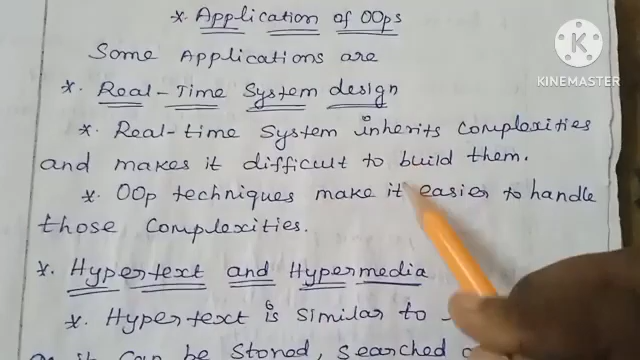 * Application of OOps
KINEMASTER
Some Applications are
* Real-Time System design
* Real-time System inherits complexities
and makes it difficult to build them.
* OOp techniques make it easier to handle
those Complexities.
* Hypertext and Hypermedia
* Hypertext is similar to
it can be stored, searched